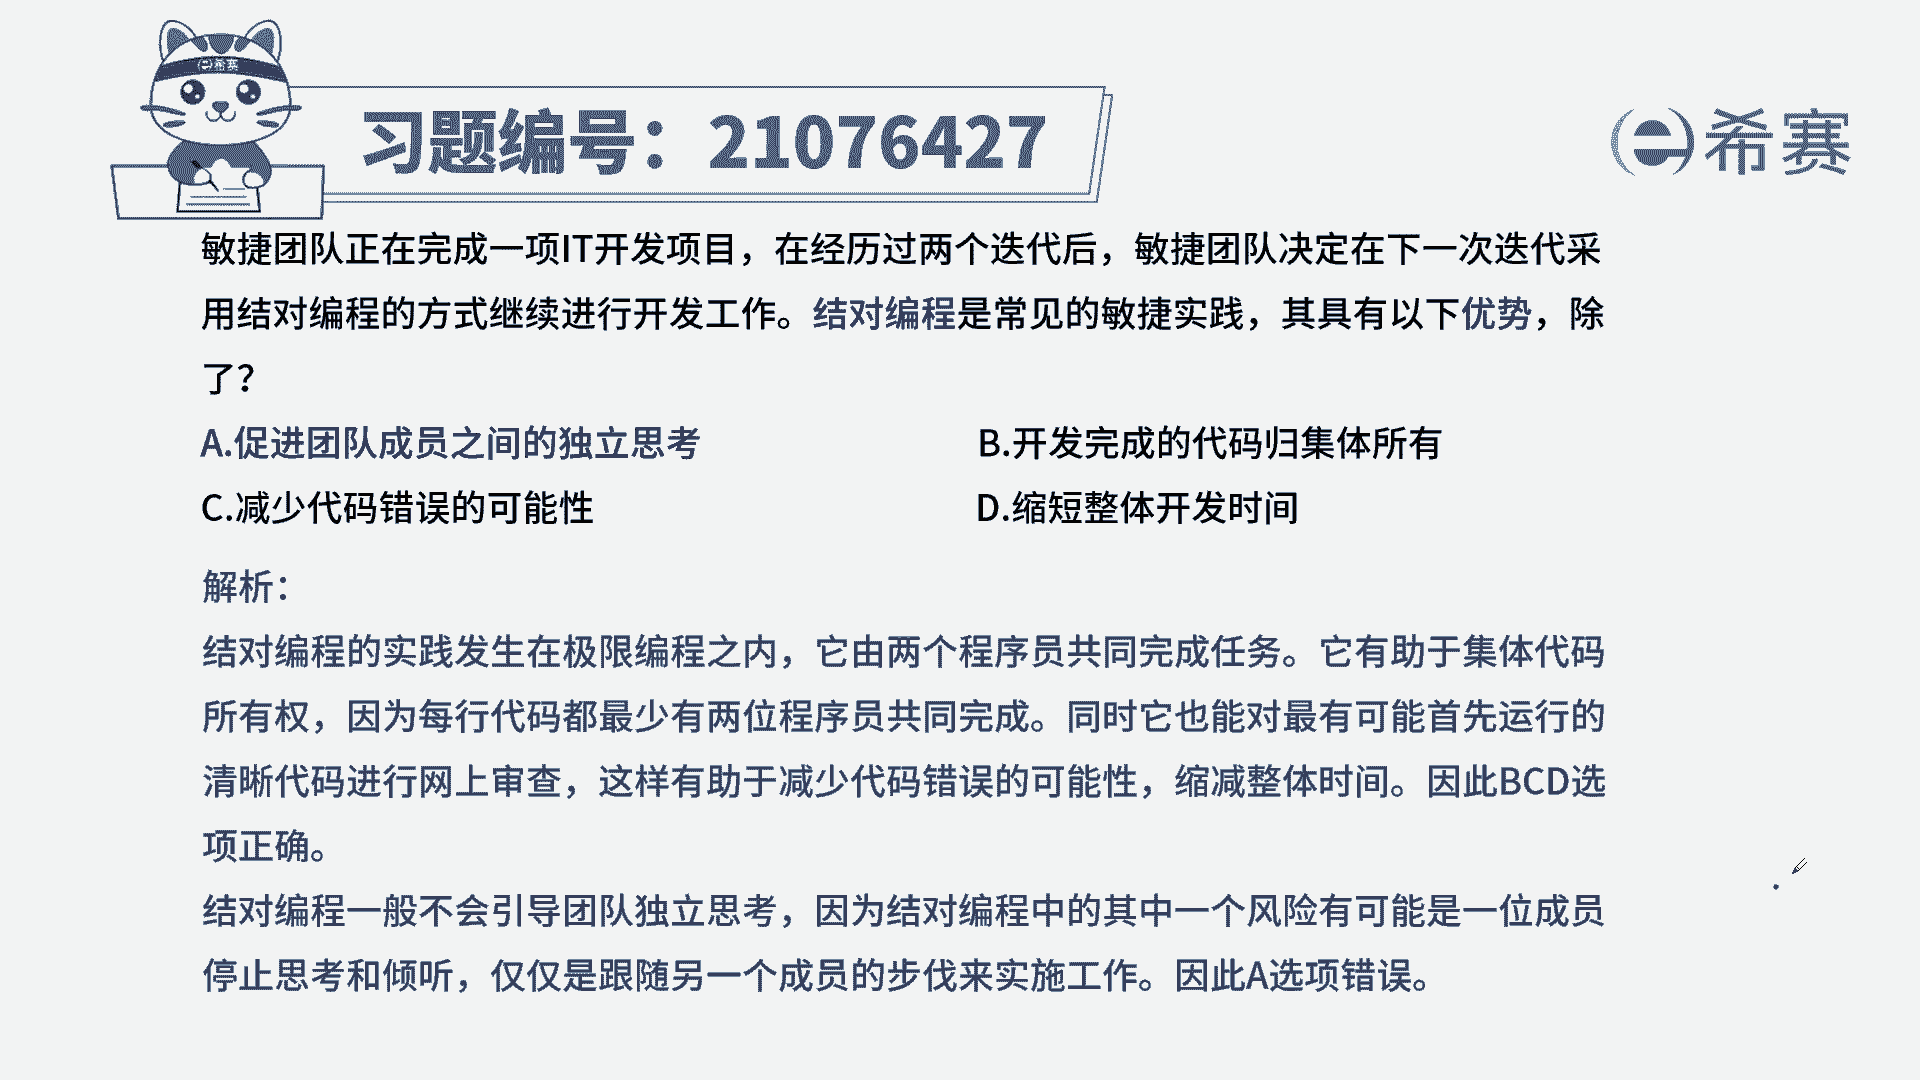 希赛
习题编号：21076427
希赛
敏捷团队正在完成一项IT开发项目，在经历过两个迭代后，敏捷团队决定在下一次迭代采
用结对编程的方式继续进行开发工作。结对编程是常见的敏捷实践，其具有以下优势，除
了？
A.促进团队成员之间的独立思考
B.开发完成的代码归集体所有
C.减少代码错误的可能性
D.缩短整体开发时间
解析：
结对编程的实践发生在极限编程之内，它由两个程序员共同完成任务。它有助于集体代码
所有权，因为每行代码都最少有两位程序员共同完成。同时它也能对最有可能首先运行的
清晰代码进行网上审查，这样有助于减少代码错误的可能性，缩减整体时间。因此BCD选
项正确。
结对编程一般不会引导团队独立思考，因为结对编程中的其中一个风险有可能是一位成员
停止思考和倾听，仅仅是跟随另一个成员的步伐来实施工作。因此A选项错误。